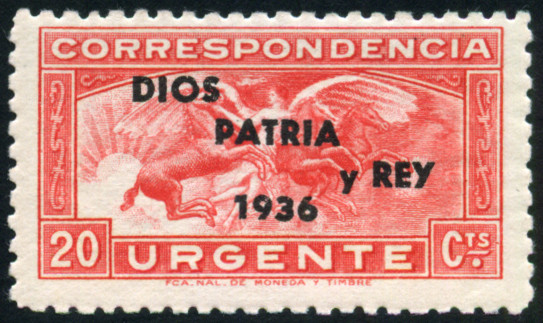 CORRESPONDENCIA
DIOS
PATRIA
y REY
1936
20 URGENTE CTS.
FCA. NAL. DE MONEDA Y TIMBRE